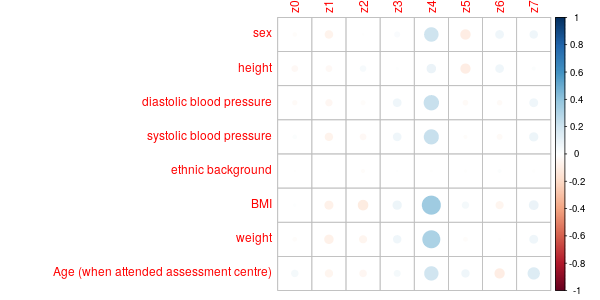 z0 z1 z2 z3 z4 z5 z6 z7
sex
height
diastolic blood pressure
systolic blood pressure
ethnic background
BMI
weight
Age (when attended assessment centre)
1
0.8
0.6
0.4
0.2
0
-0.2
-0.4
-0.6
-0.8
-1